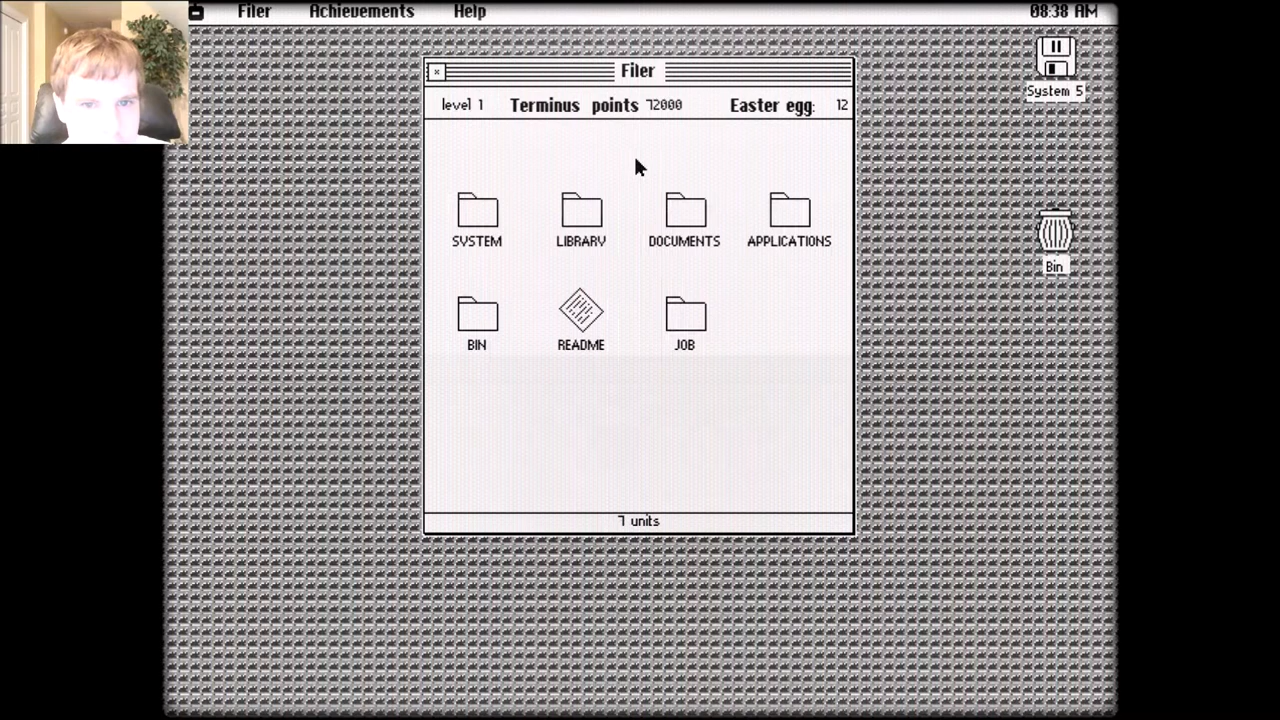 Filer Achievements Help 08:38 AM
Filer
level 1 Terminus points 72000 Easter egg: 12
System 5
SYSTEM LIBRARY DOCUMENTS APPLICATIONS
Bin
BIN README JOB
7 units